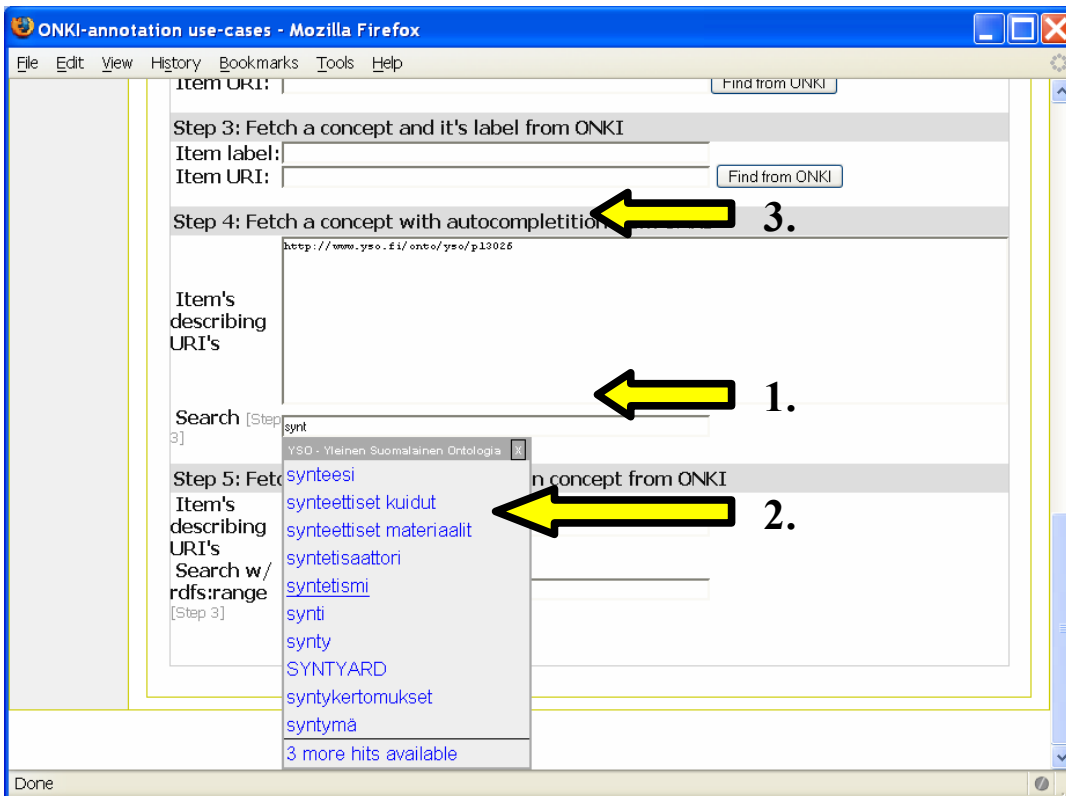 ONKI-annotation use-cases - Mozilla Firefox
File Edit View History Bookmarks Tools Help
Item URI: Find from ONKI
Step 3: Fetch a concept and it's label from ONKI
Item label:
Item URI: Find from ONKI
Step 4: Fetch a concept with autocompletition
3.
http://www.yso.fi/onto/yso/p13025
Item's
describing
URI's
1.
Search [Step
3]
synt
YSO - Yleinen Suomalainen Ontologia X
Step 5: Fetc n concept from ONKI
synteesi
Item's
describing
URI's
synteettiset kuidut
2.
synteettiset materiaalit
Search w/
rdfs:range
[Step 3]
syntetisaattori
syntetismi
synti
synty
SYNTYARD
syntykertomukset
syntymä
3 more hits available
Done